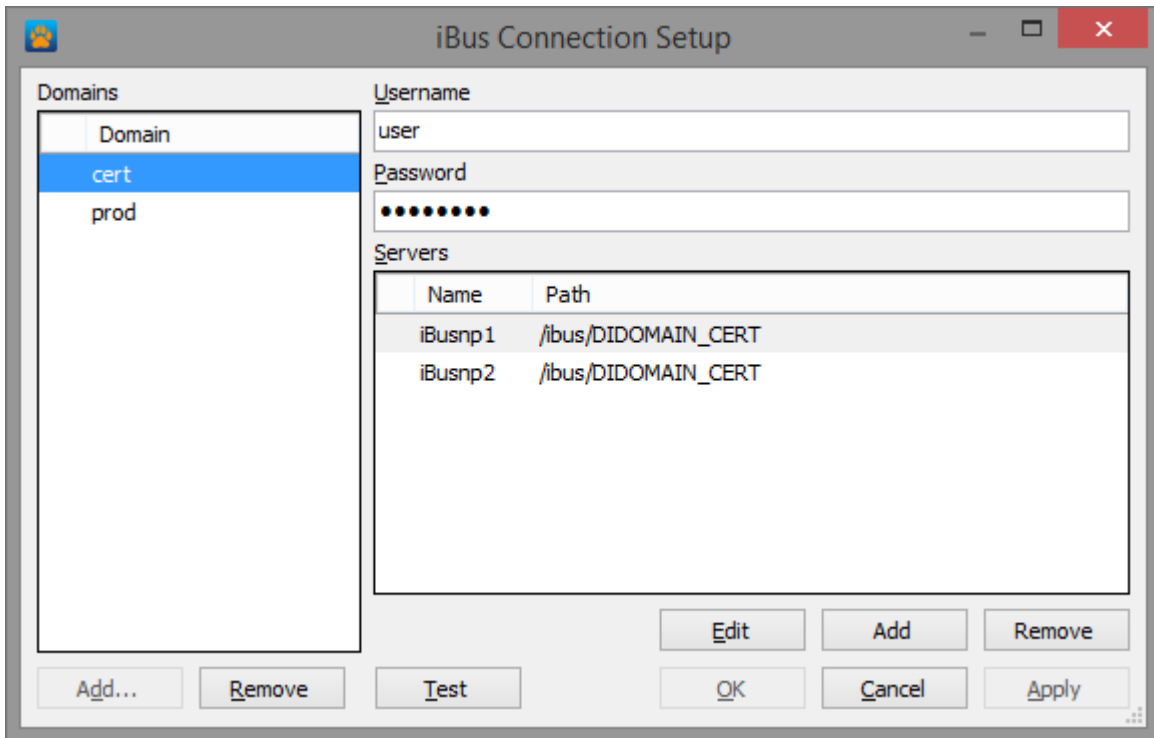 iBus Connection Setup
Domains
Domain
cert
prod
Username
user
Password
••••••••
Servers
Name Path
iBusnp1 /ibus/DIDOMAIN_CERT
iBusnp2 /ibus/DIDOMAIN_CERT
Edit Add Remove
Add... Remove Test OK Cancel Apply